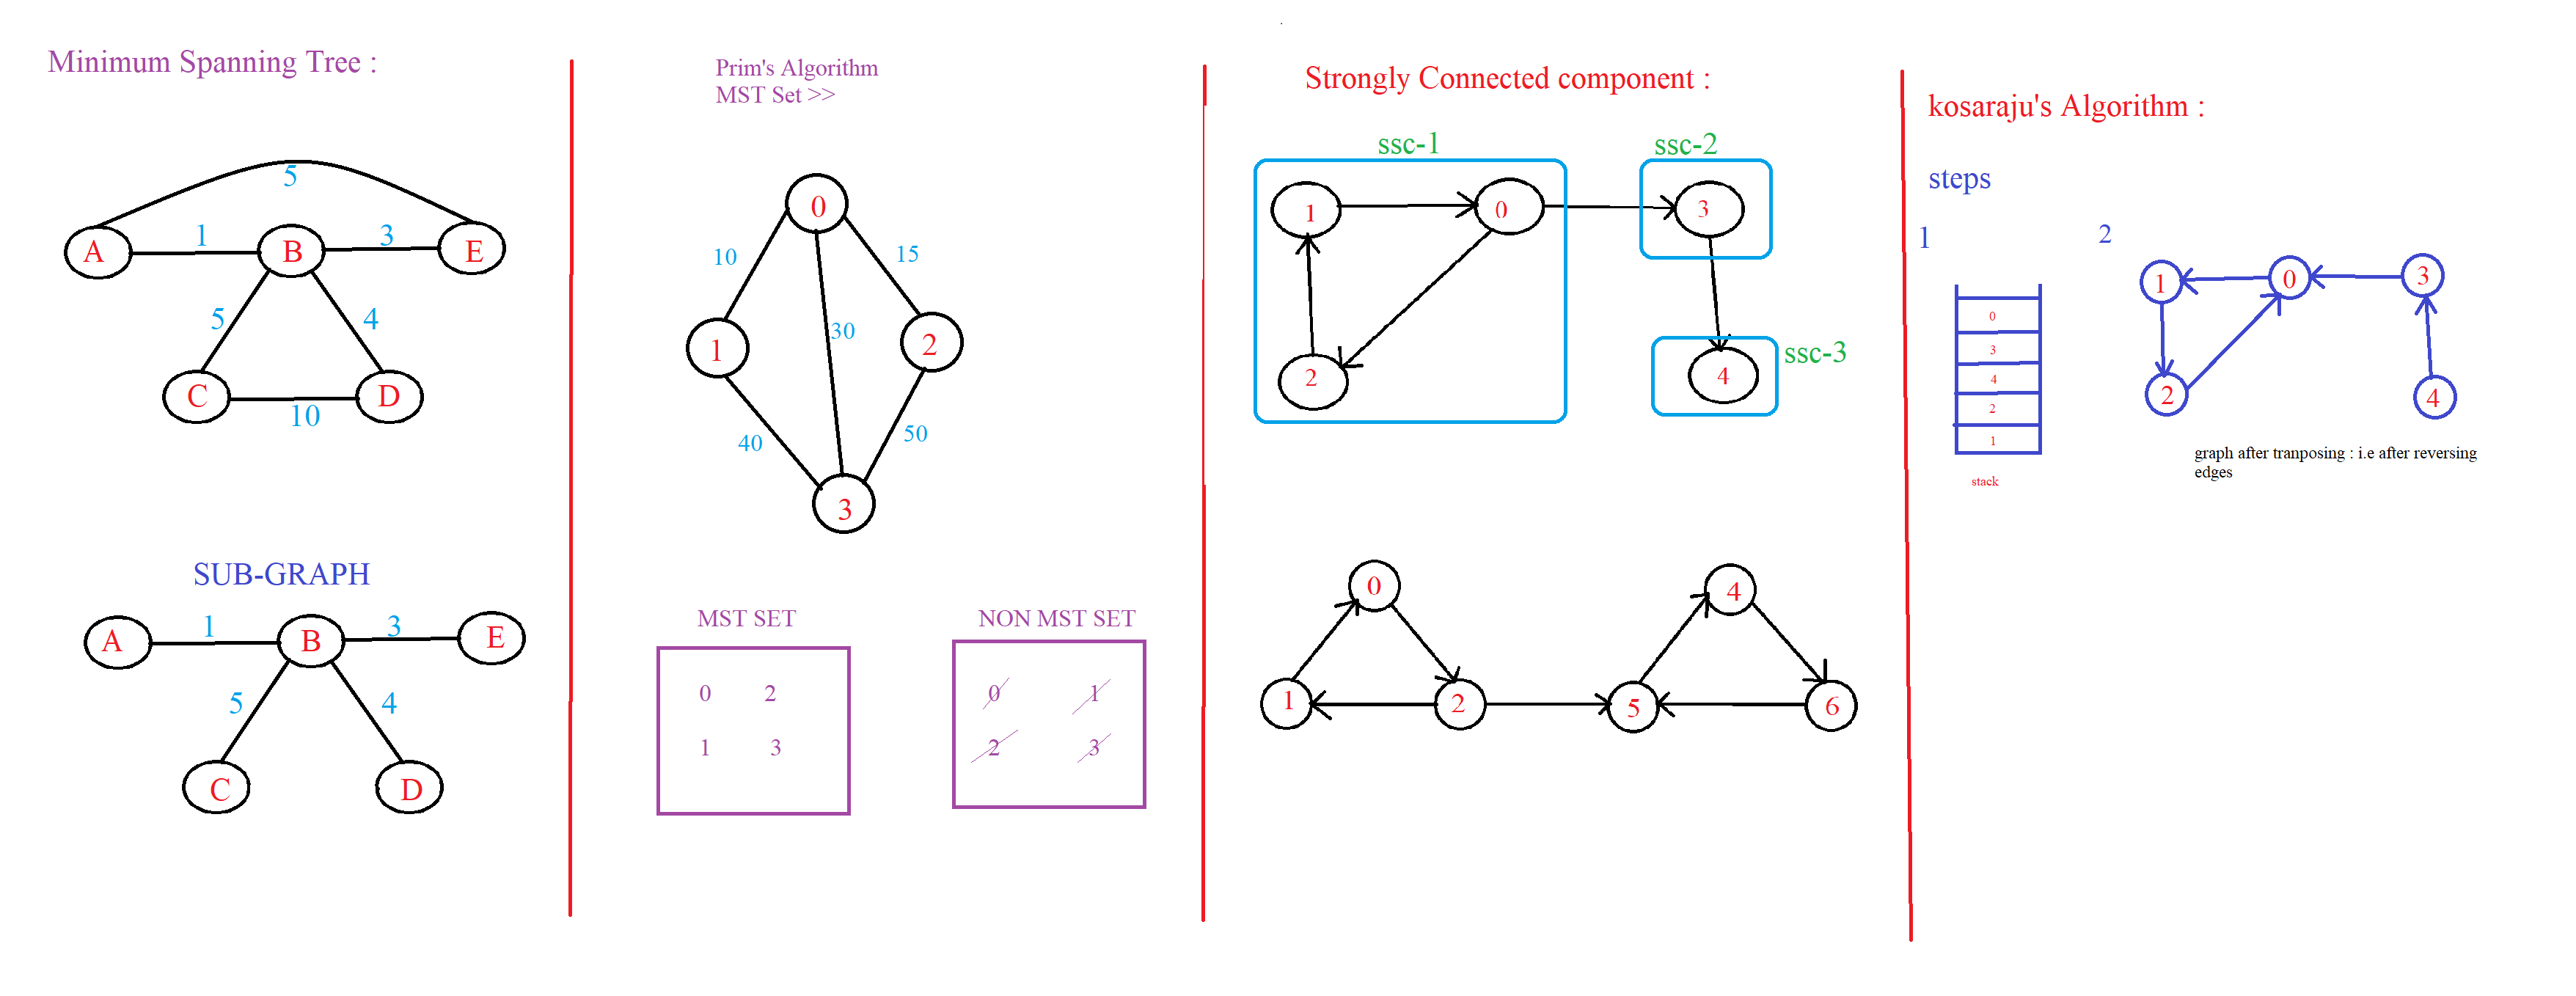 Minimum Spanning Tree :
5
1
3
A
B
E
5
4
C
D
10
SUB-GRAPH
1
3
A
B
E
5
4
C
D
Prim's Algorithm
MST Set >>
0
10
15
30
1
2
40
50
3
MST SET
0 2
1 3
NON MST SET
0 1
2 3
Strongly Connected component :
ssc-1
ssc-2
1
0
3
ssc-3
2
4
0
4
1
2
5
6
kosaraju's Algorithm :
steps
1
0
3
4
2
1
stack
2
1
0
3
2
4
graph after tranposing : i.e after reversing
edges